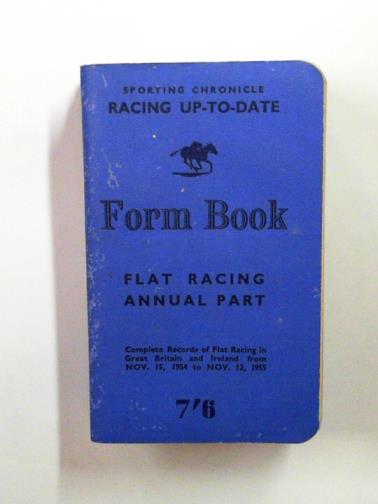 SPORTING CHRONICLE
RACING UP-TO-DATE
Form Book
FLAT RACING
ANNUAL PART
Complete Records of Flat Racing in
Great Britain and Ireland from
NOV. 15, 1954 to NOV. 12, 1955
7'6